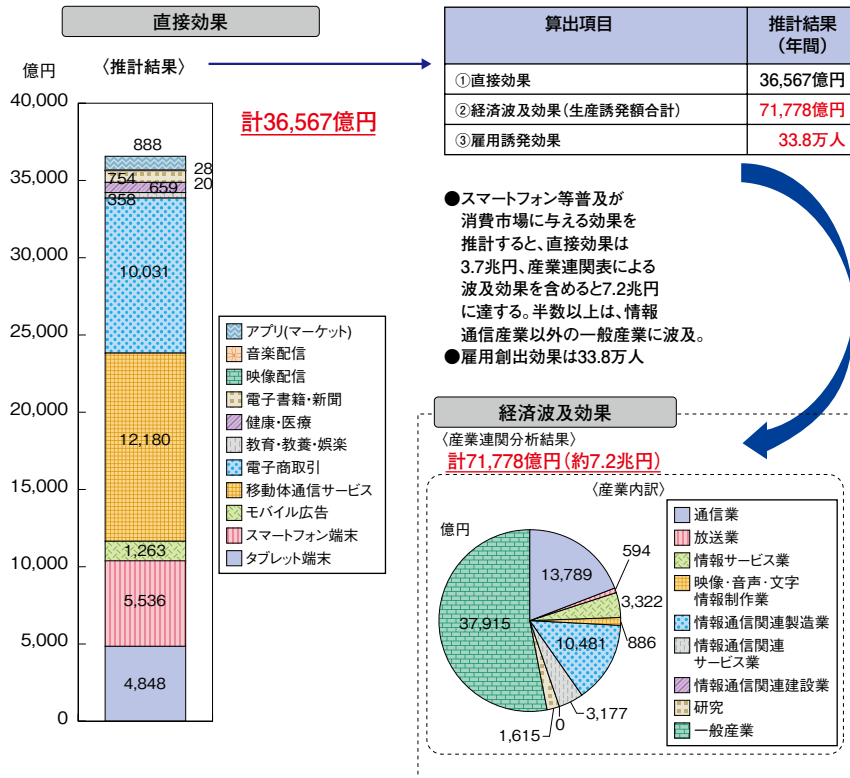 直接効果
億円
〈推計結果〉
計36,567億円
40,000
35,000
30,000
25,000
20,000
15,000
10,000
5,000
0
888
28
754
659
20
358
10,031
12,180
1,263
5,536
4,848
アプリ(マーケット)
音楽配信
映像配信
電子書籍・新聞
健康・医療
教育・教養・娯楽
電子商取引
移動体通信サービス
モバイル広告
スマートフォン端末
タブレット端末
算出項目
推計結果
（年間）
①直接効果
36,567億円
②経済波及効果（生産誘発額合計）
71,778億円
③雇用誘発効果
33.8万人
●スマートフォン等普及が
消費市場に与える効果を
推計すると、直接効果は
3.7兆円、産業連関表による
波及効果を含めると7.2兆円
に達する。半数以上は、情報
通信産業以外の一般産業に波及。
●雇用創出効果は33.8万人
経済波及効果
〈産業連関分析結果〉
計71,778億円（約7.2兆円）
〈産業内訳〉
億円
13,789
594
3,322
886
10,481
3,177
0
1,615
37,915
通信業
放送業
情報サービス業
映像・音声・文字
情報制作業
情報通信関連製造業
情報通信関連
サービス業
情報通信関連建設業
研究
一般産業